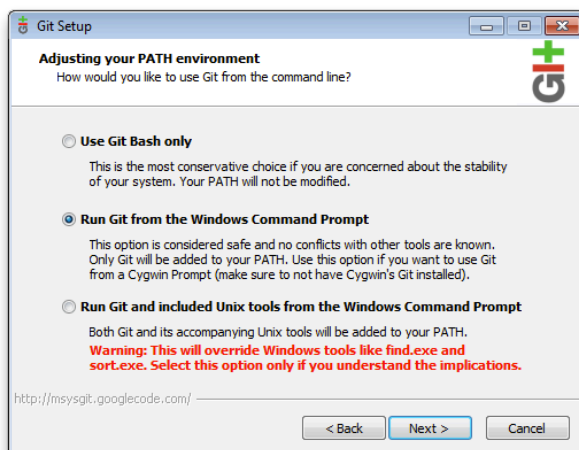 Git Setup
Adjusting your PATH environment
How would you like to use Git from the command line?
GIT
Use Git Bash only
This is the most conservative choice if you are concerned about the stability
of your system. Your PATH will not be modified.
Run Git from the Windows Command Prompt
This option is considered safe and no conflicts with other tools are known.
Only Git will be added to your PATH. Use this option if you want to use Git
from a Cygwin Prompt (make sure to not have Cygwin's Git installed).
Run Git and included Unix tools from the Windows Command Prompt
Both Git and its accompanying Unix tools will be added to your PATH.
Warning: This will override Windows tools like find.exe and
sort.exe. Select this option only if you understand the implications.
http://msysgit.googlecode.com/
< Back Next > Cancel